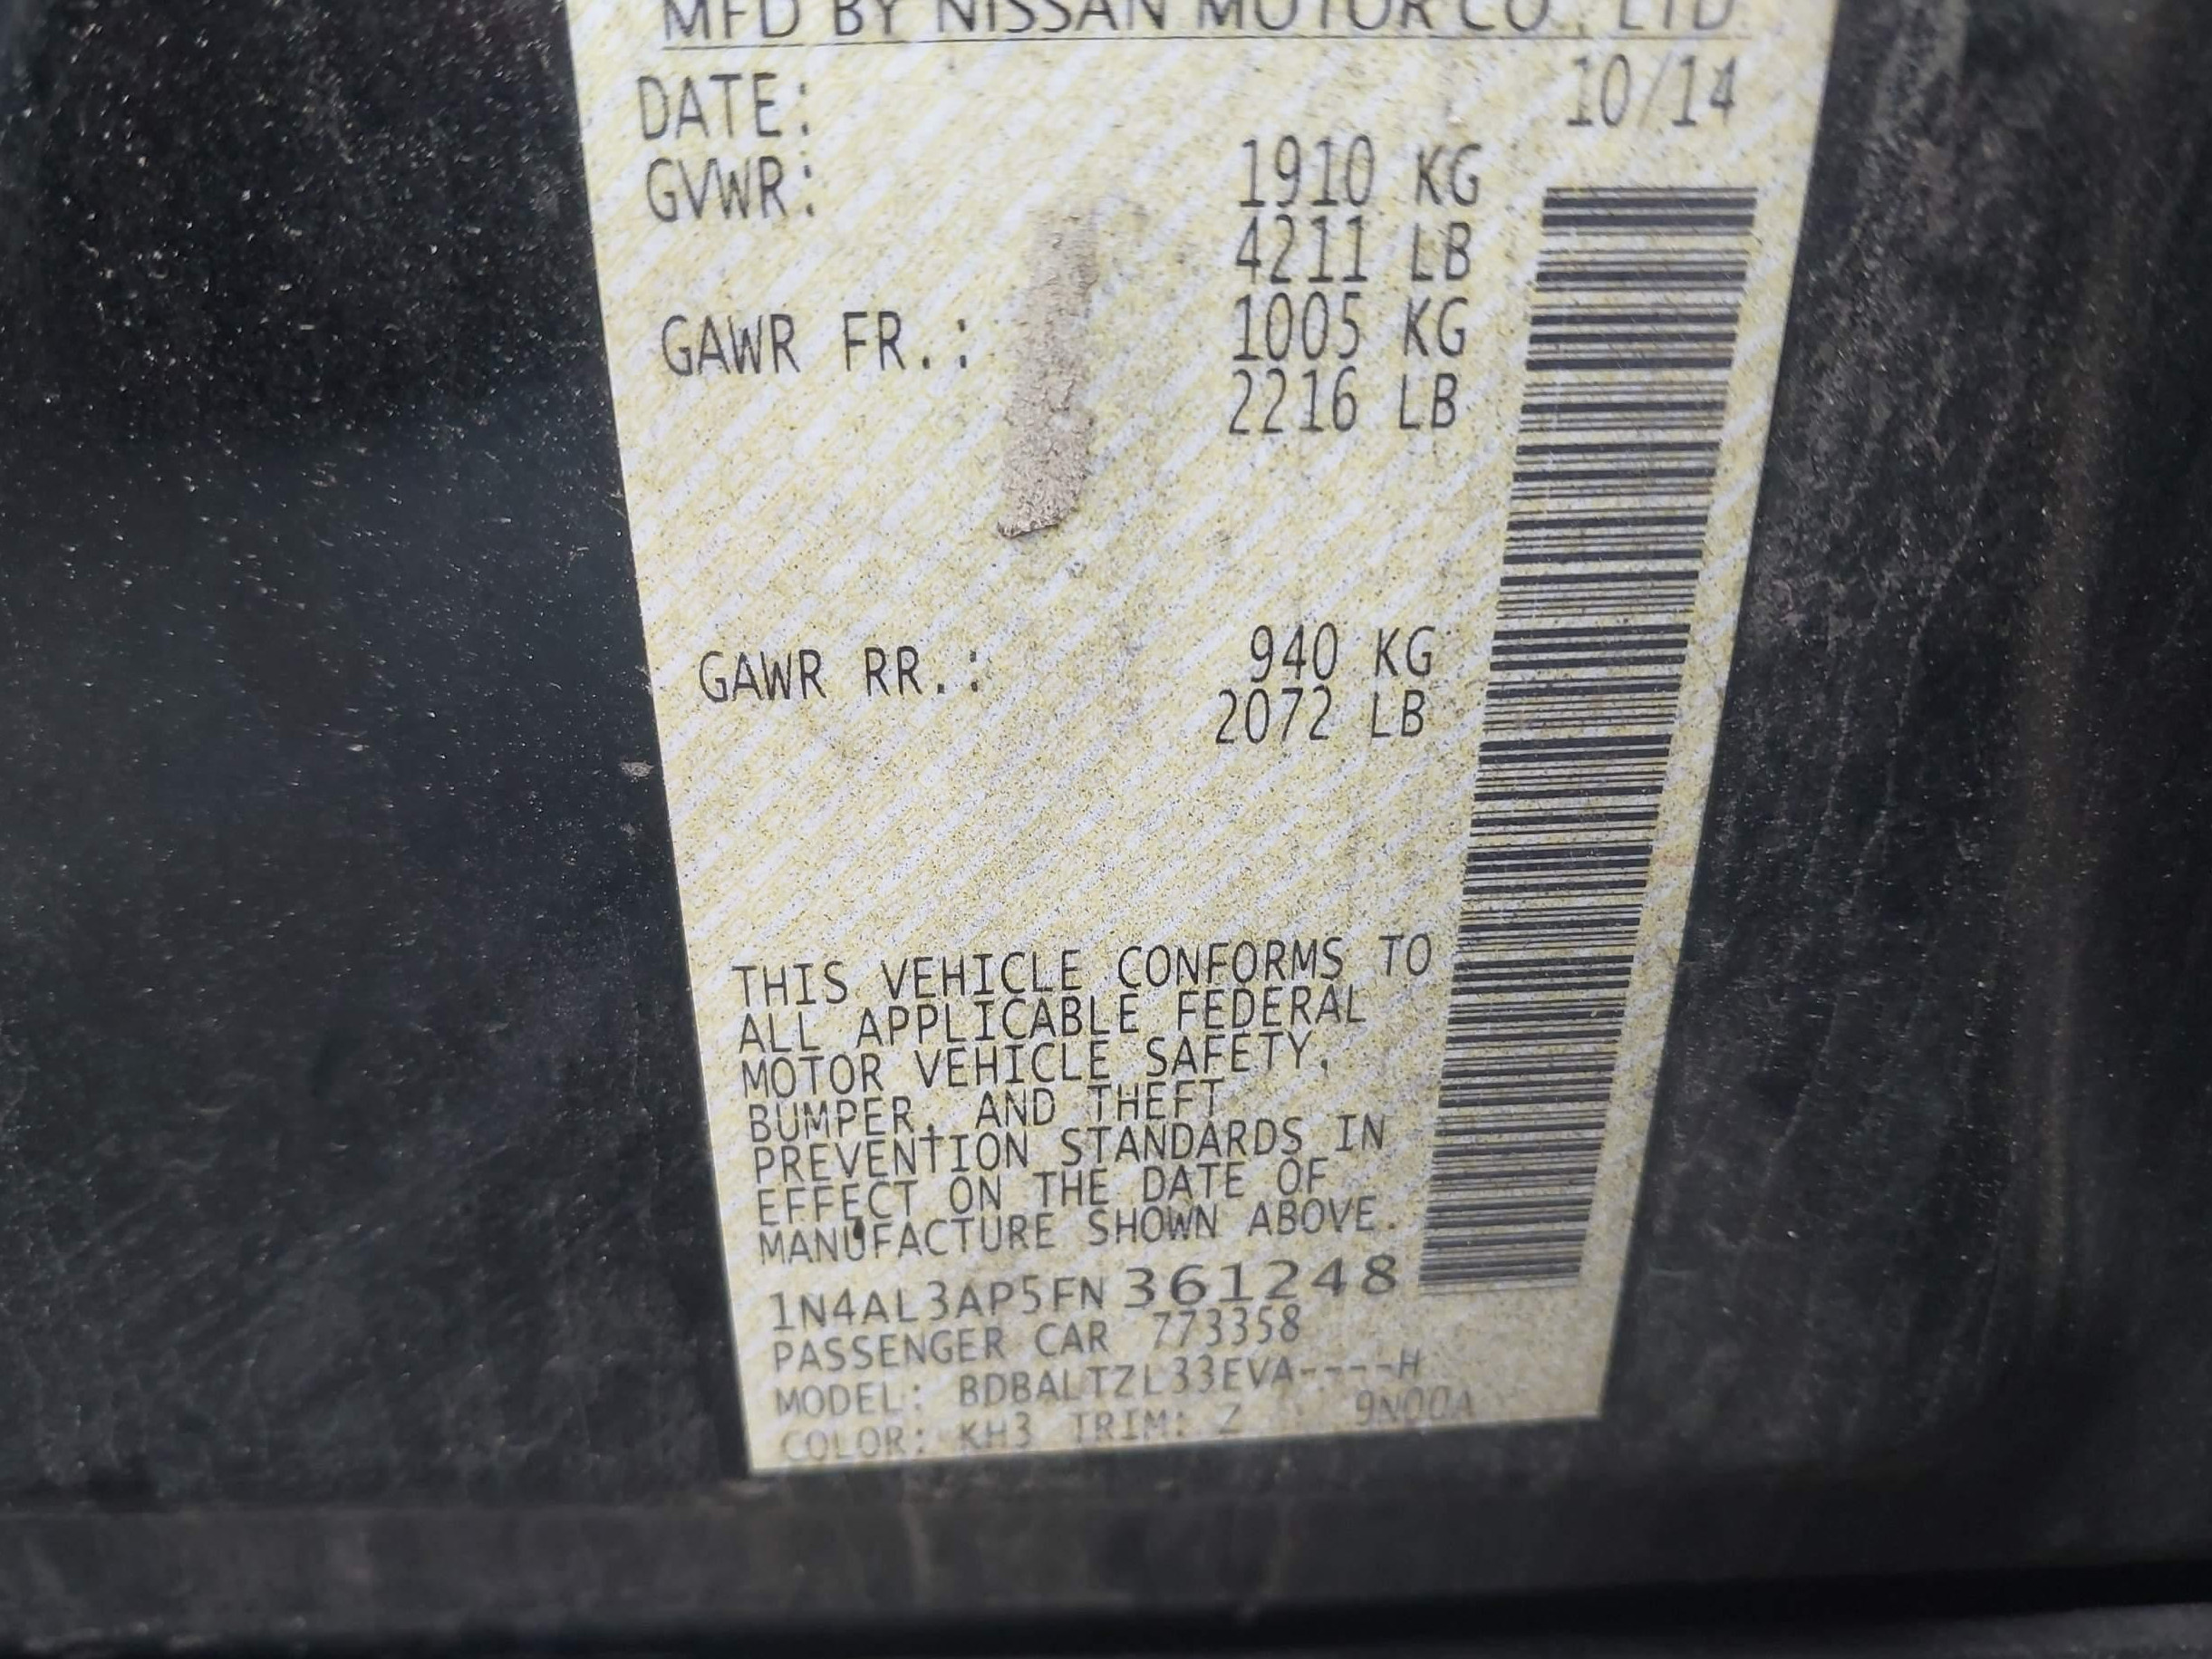 MFD BY NISSAN MOTOR CO., LTD.
DATE: 10/14
GVWR: 1910 KG
4211 LB
GAWR FR.: 1005 KG
2216 LB
GAWR RR.: 940 KG
2072 LB
THIS VEHICLE CONFORMS TO
ALL APPLICABLE FEDERAL
MOTOR VEHICLE SAFETY,
BUMPER, AND THEFT
PREVENTION STANDARDS IN
EFFECT ON THE DATE OF
MANUFACTURE SHOWN ABOVE.
1N4AL3AP5FN361248
PASSENGER CAR 773358
MODEL: BDBALTZL33EVA----H
COLOR: KH3 TRIM: Z 9N00A